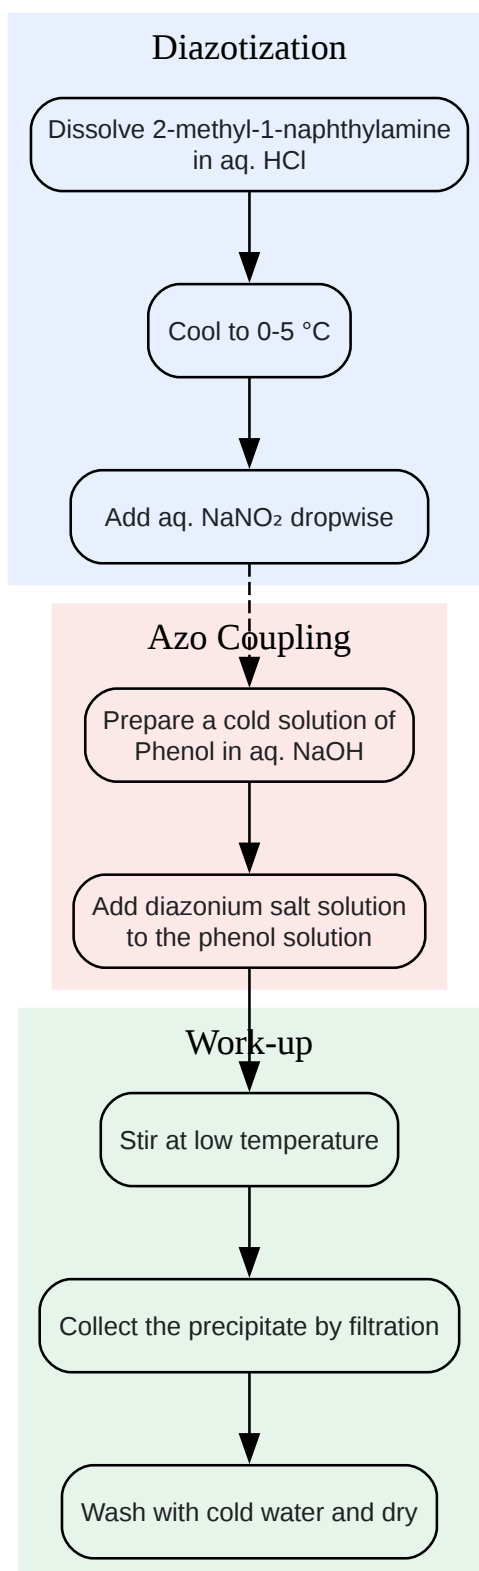 Diazotization
Dissolve 2-methyl-1-naphthylamine
in aq. HCl
Cool to 0-5 °C
Add aq. NaNO₂ dropwise
Azo Coupling
Prepare a cold solution of
Phenol in aq. NaOH
Add diazonium salt solution
to the phenol solution
Work-up
Stir at low temperature
Collect the precipitate by filtration
Wash with cold water and dry